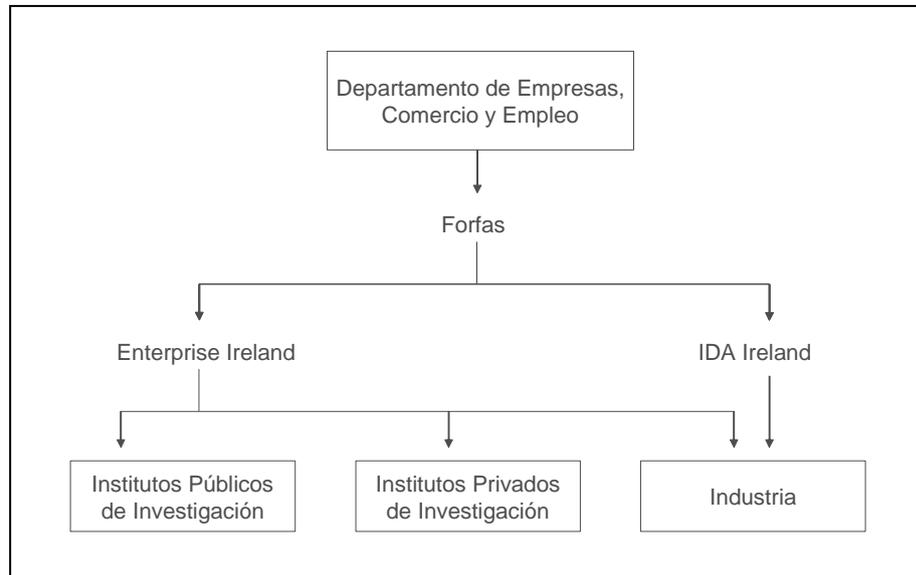 Departamento de Empresas,
Comercio y Empleo
Forfas
Enterprise Ireland
IDA Ireland
Institutos Públicos
de Investigación
Institutos Privados
de Investigación
Industria